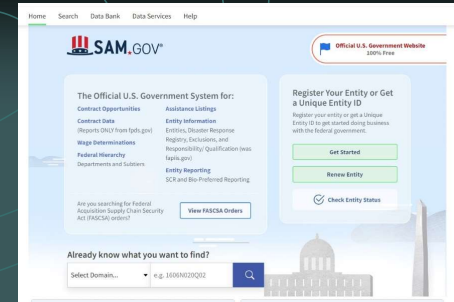 Home Search Data Bank Data Services Help
SAM.GOV®
Official U.S. Government Website
100% Free
The Official U.S. Government System for:
Contract Opportunities
Contract Data
(Reports ONLY from fpds.gov)
Wage Determinations
Federal Hierarchy
Departments and Subtiers
Assistance Listings
Entity Information
Entities, Disaster Response
Registry, Exclusions, and
Responsibility/ Qualification (was
fapiis.gov)
Entity Reporting
SCR and Bio-Preferred Reporting
Are you searching for Federal
Acquisition Supply Chain Security
Act (FASCSA) orders?
View FASCSA Orders
Register Your Entity or Get
a Unique Entity ID
Register your entity or get a Unique
Entity ID to get started doing business
with the federal government.
Get Started
Renew Entity
Check Entity Status
Already know what you want to find?
Select Domain... e.g. 1606N020Q02